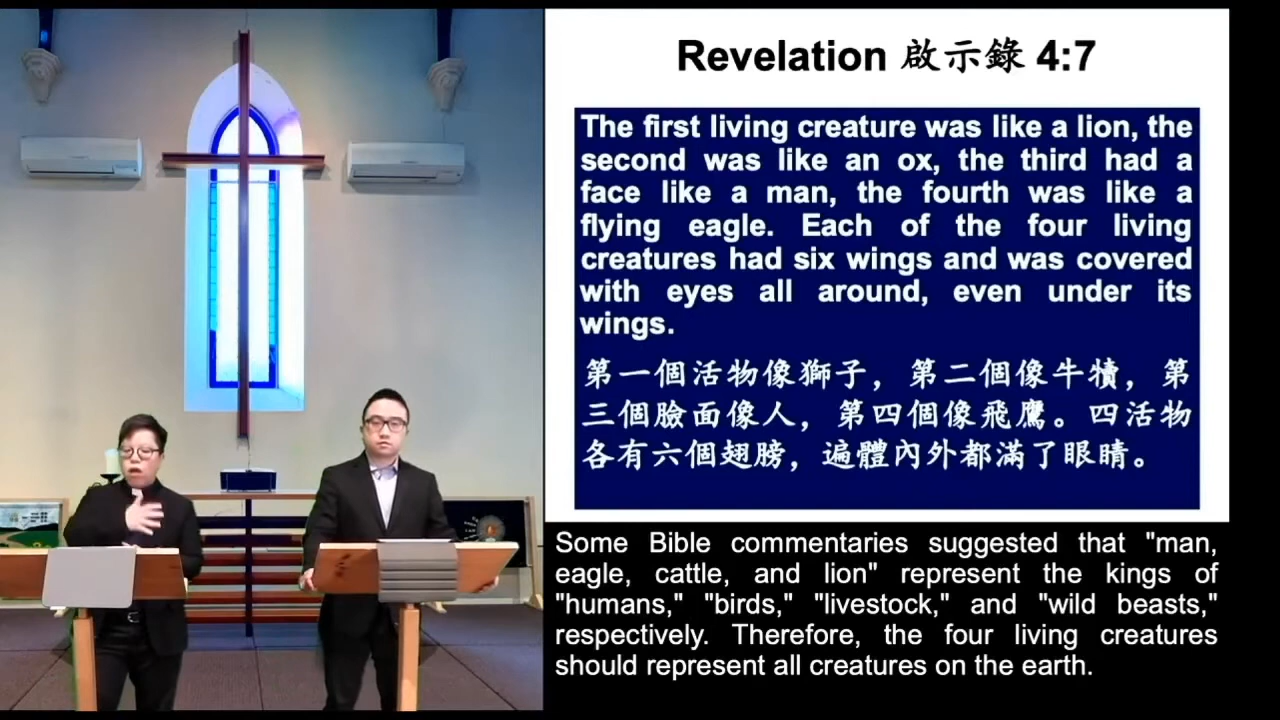 Revelation 啟示錄 4:7
The first living creature was like a lion, the
second was like an ox, the third had a
face like a man, the fourth was like a
flying eagle. Each of the four living
creatures had six wings and was covered
with eyes all around, even under its
wings.
第一個活物像獅子，第二個像牛犢，第
三個臉面像人，第四個像飛鷹。四活物
各有六個翅膀，遍體內外都滿了眼睛。
Some Bible commentaries suggested that "man,
eagle, cattle, and lion" represent the kings of
"humans," "birds," "livestock," and "wild beasts,"
respectively. Therefore, the four living creatures
should represent all creatures on the earth.